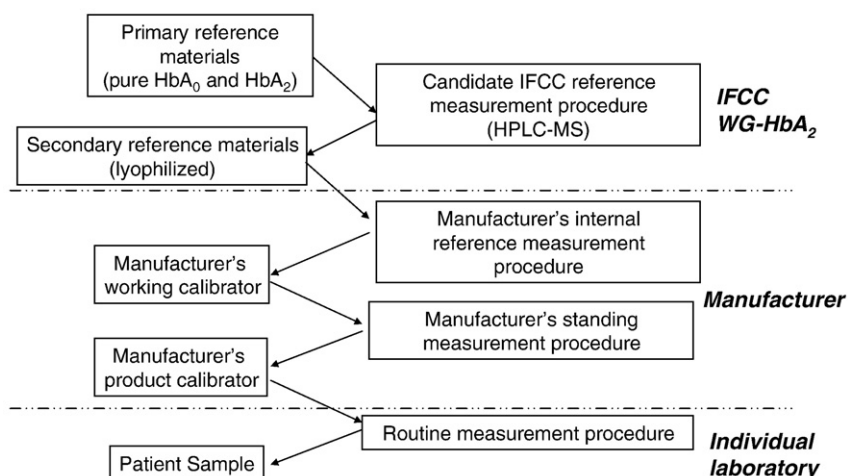 Primary reference
materials
(pure HbA₀ and HbA₂)
Candidate IFCC reference
measurement procedure
(HPLC-MS)
IFCC
WG-HbA₂
Secondary reference materials
(lyophilized)
Manufacturer's internal
reference measurement
procedure
Manufacturer's
working calibrator
Manufacturer
Manufacturer's standing
measurement procedure
Manufacturer's
product calibrator
Routine measurement procedure
Individual
laboratory
Patient Sample